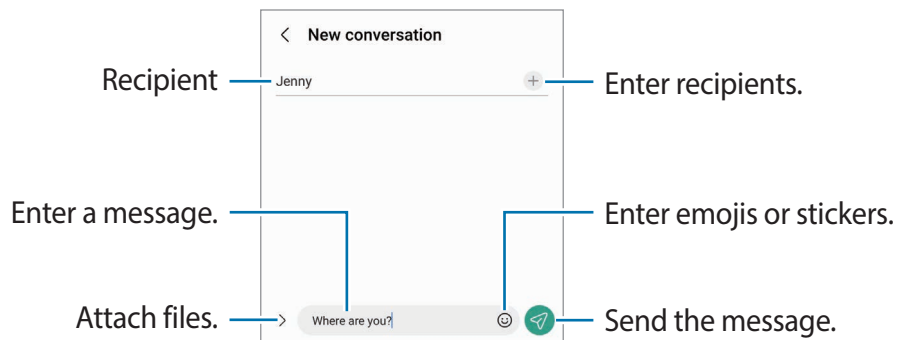 New conversation
Recipient
Jenny
Enter recipients.
Enter a message.
Enter emojis or stickers.
Attach files.
Where are you?
Send the message.